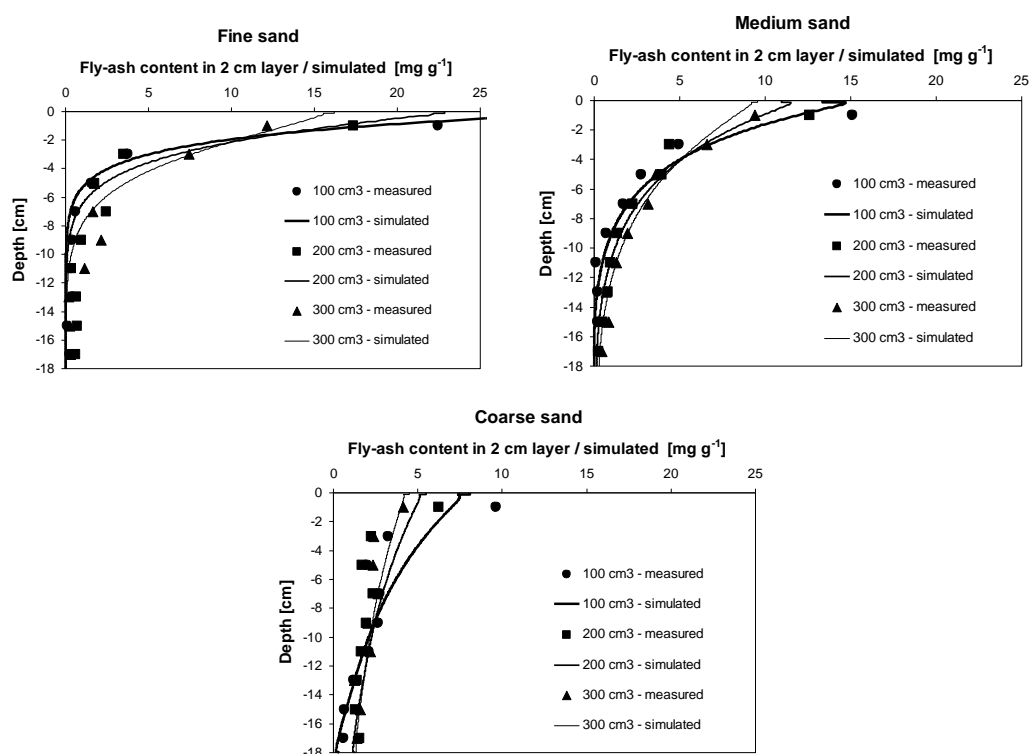 Fine sand
Fly-ash content in 2 cm layer / simulated [mg g-1]
0 5 10 15 20 25
0
-2
-4
-6
-8
-10
-12
-14
-16
-18
Depth [cm]
100 cm3 - measured
100 cm3 - simulated
200 cm3 - measured
200 cm3 - simulated
300 cm3 - measured
300 cm3 - simulated
Medium sand
Fly-ash content in 2 cm layer / simulated [mg g-1]
0 5 10 15 20 25
0
-2
-4
-6
-8
-10
-12
-14
-16
-18
Depth [cm]
100 cm3 - measured
100 cm3 - simulated
200 cm3 - measured
200 cm3 - simulated
300 cm3 - measured
300 cm3 - simulated
Coarse sand
Fly-ash content in 2 cm layer / simulated [mg g-1]
0 5 10 15 20 25
0
-2
-4
-6
-8
-10
-12
-14
-16
-18
Depth [cm]
100 cm3 - measured
100 cm3 - simulated
200 cm3 - measured
200 cm3 - simulated
300 cm3 - measured
300 cm3 - simulated